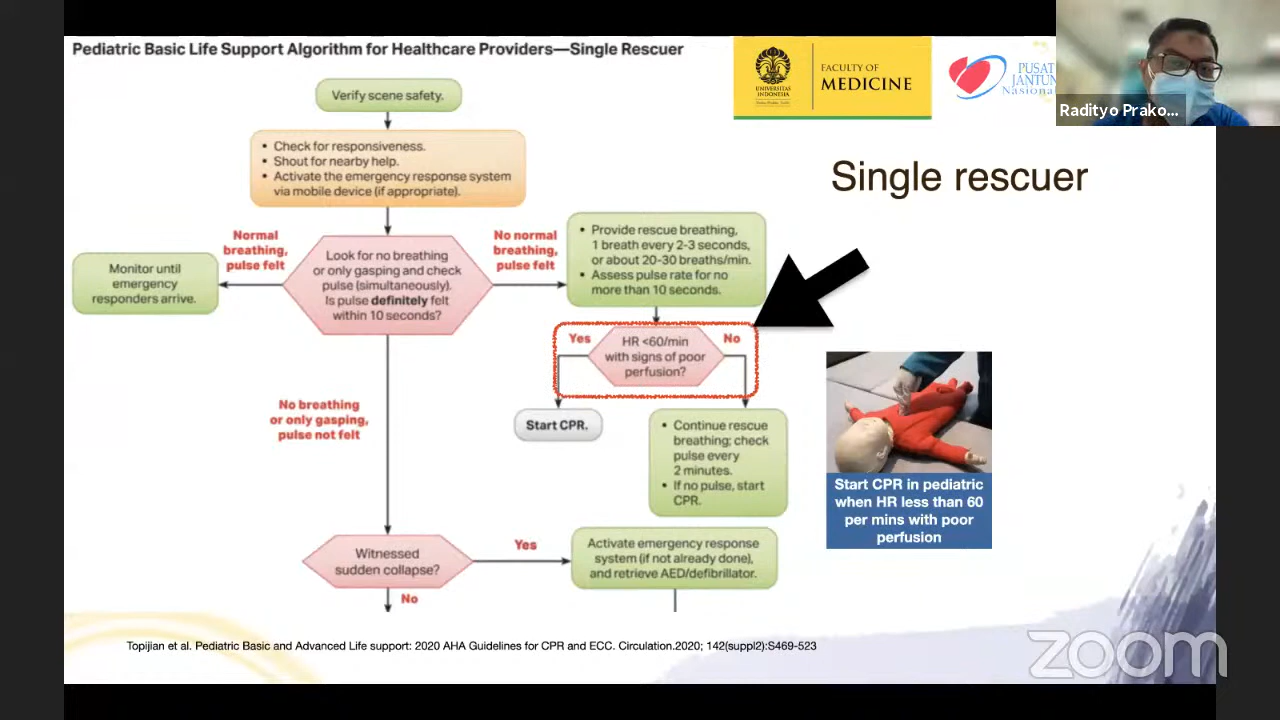 Pediatric Basic Life Support Algorithm for Healthcare Providers—Single Rescuer
UNIVERSITAS
INDONESIA
FACULTY OF
MEDICINE
PUSAT
JANTUN
Nasional
Radityo Prako...
Single rescuer
Verify scene safety.
• Check for responsiveness.
• Shout for nearby help.
• Activate the emergency response system
via mobile device (if appropriate).
Normal
breathing,
pulse felt
No normal
breathing,
pulse felt
Monitor until
emergency
responders arrive.
Look for no breathing
or only gasping and check
pulse (simultaneously).
Is pulse definitely felt
within 10 seconds?
• Provide rescue breathing,
1 breath every 2-3 seconds,
or about 20-30 breaths/min.
• Assess pulse rate for no
more than 10 seconds.
Yes
HR <60/min
with signs of poor
perfusion?
No
Start CPR.
• Continue rescue
breathing; check
pulse every
2 minutes.
• If no pulse, start
CPR.
No breathing
or only gasping,
pulse not felt
Start CPR in pediatric
when HR less than 60
per mins with poor
perfusion
Witnessed
sudden collapse?
Yes
Activate emergency response
system (if not already done),
and retrieve AED/defibrillator.
No
Topijian et al. Pediatric Basic and Advanced Life support: 2020 AHA Guidelines for CPR and ECC. Circulation.2020; 142(suppl2):S469-523
zoom